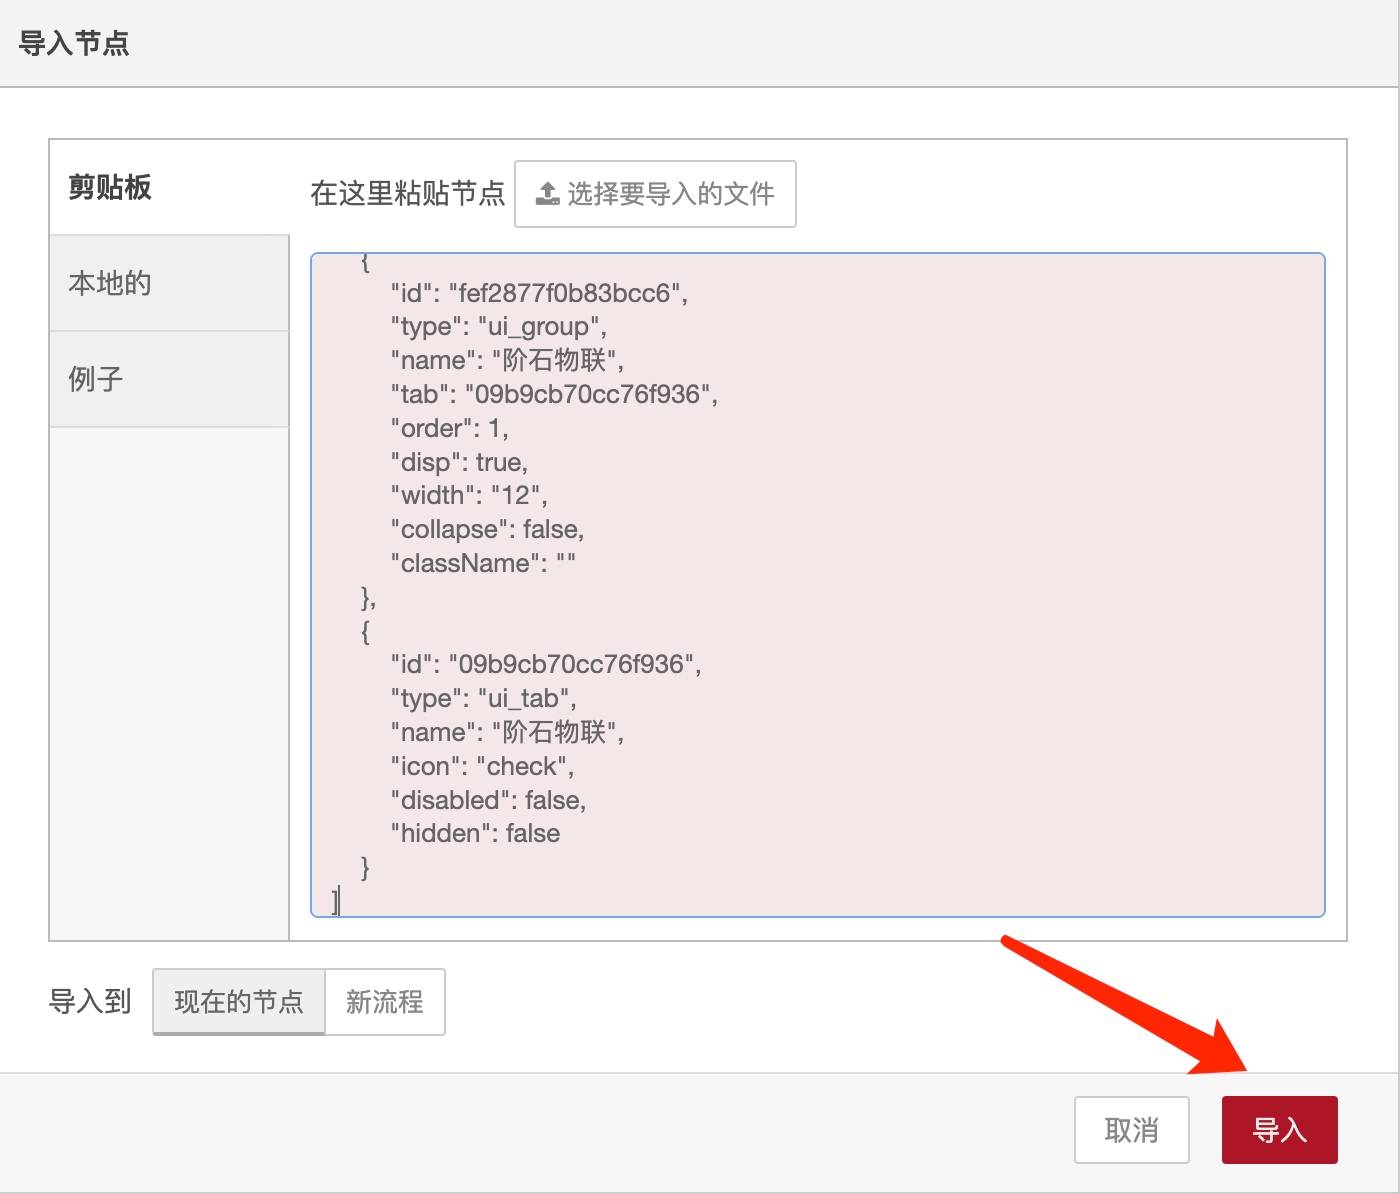 导入节点
剪贴板
本地的
例子
在这里粘贴节点 选择要导入的文件
{
"id": "fef2877f0b83bcc6",
"type": "ui_group",
"name": "阶石物联",
"tab": "09b9cb70cc76f936",
"order": 1,
"disp": true,
"width": "12",
"collapse": false,
"className": ""
},
{
"id": "09b9cb70cc76f936",
"type": "ui_tab",
"name": "阶石物联",
"icon": "check",
"disabled": false,
"hidden": false
}
]
导入到 现在的节点 新流程
取消 导入